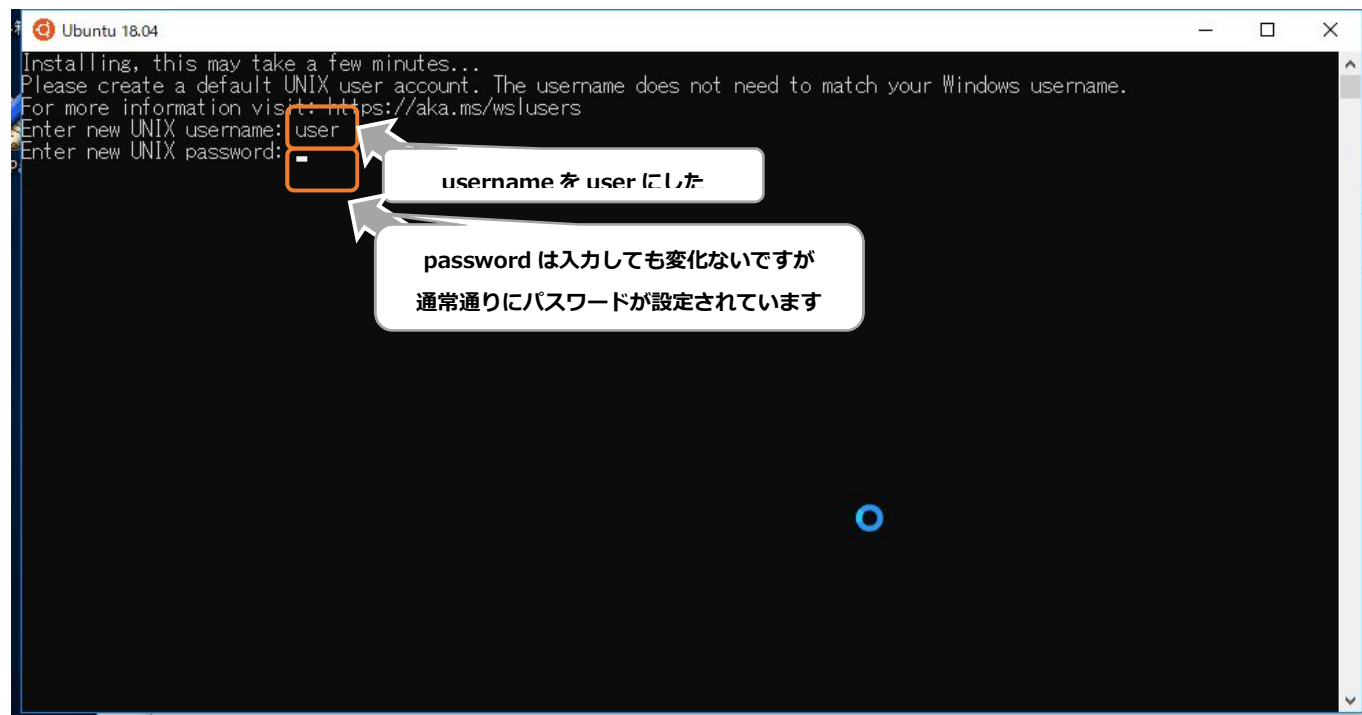 Ubuntu 18.04
Installing, this may take a few minutes...
Please create a default UNIX user account. The username does not need to match your Windows username.
For more information visit: https://aka.ms/wslusers
Enter new UNIX username: user
Enter new UNIX password:
username を user にした
password は入力しても変化ないですが
通常通りにパスワードが設定されています